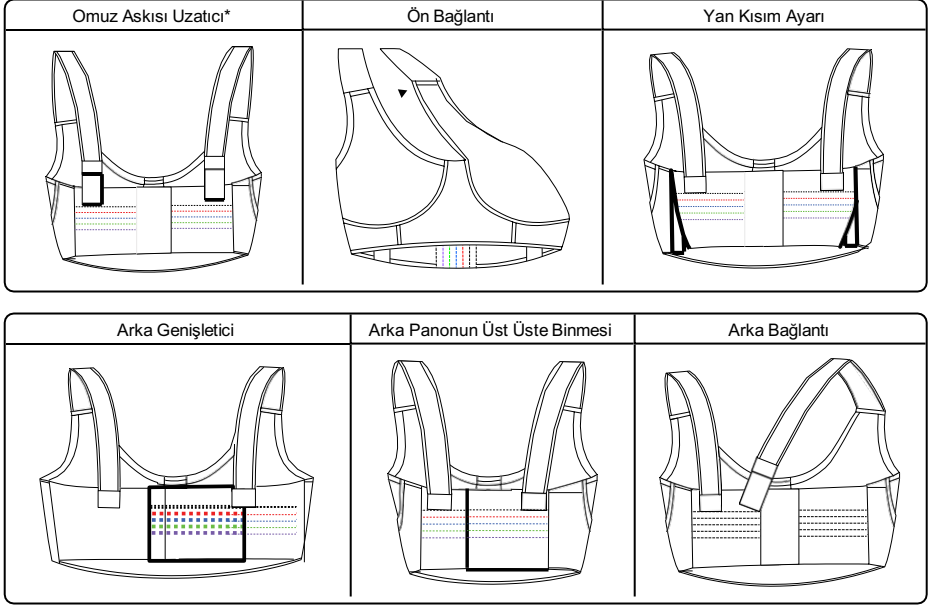 Omuz Askısı Uzatıcı*
Ön Bağlantı
Yan Kısım Ayarı
Arka Genişletici
Arka Panonun Üst Üste Binmesi
Arka Bağlantı